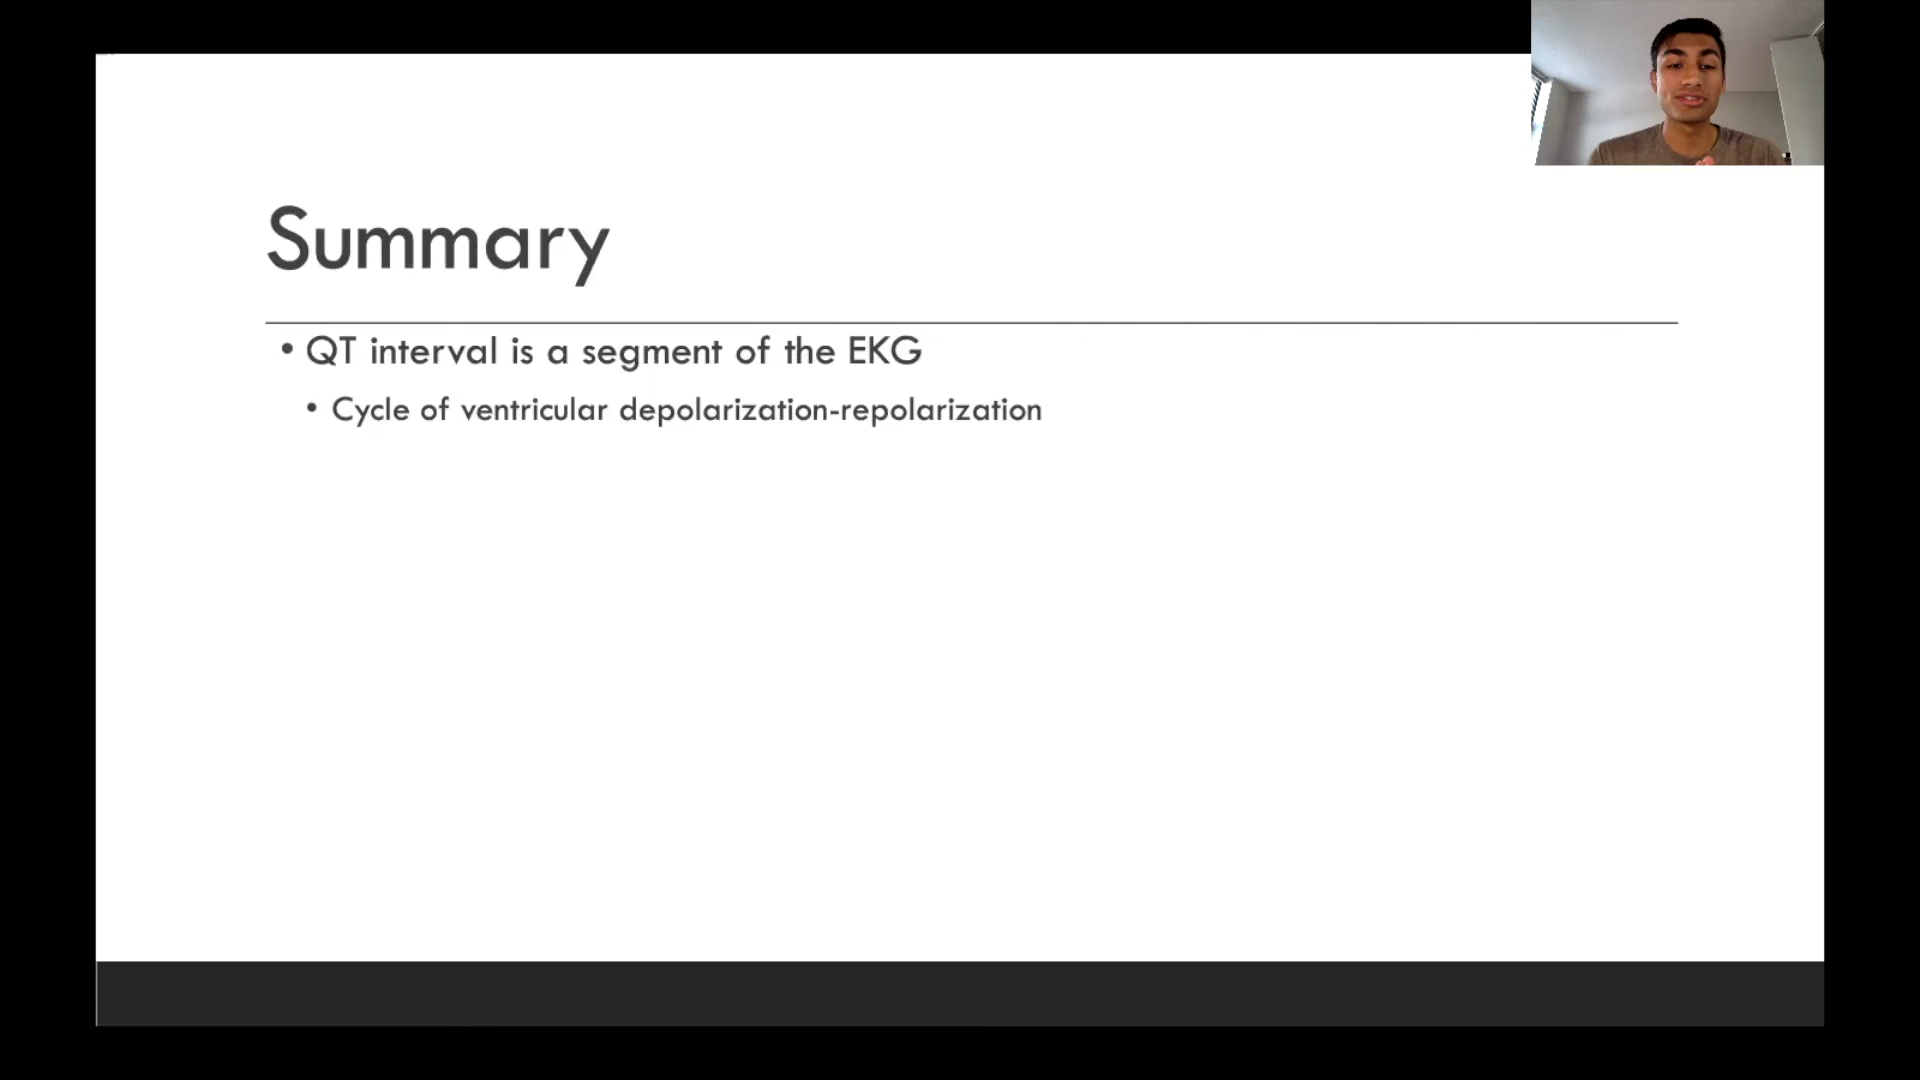 Summary
• QT interval is a segment of the EKG
• Cycle of ventricular depolarization-repolarization